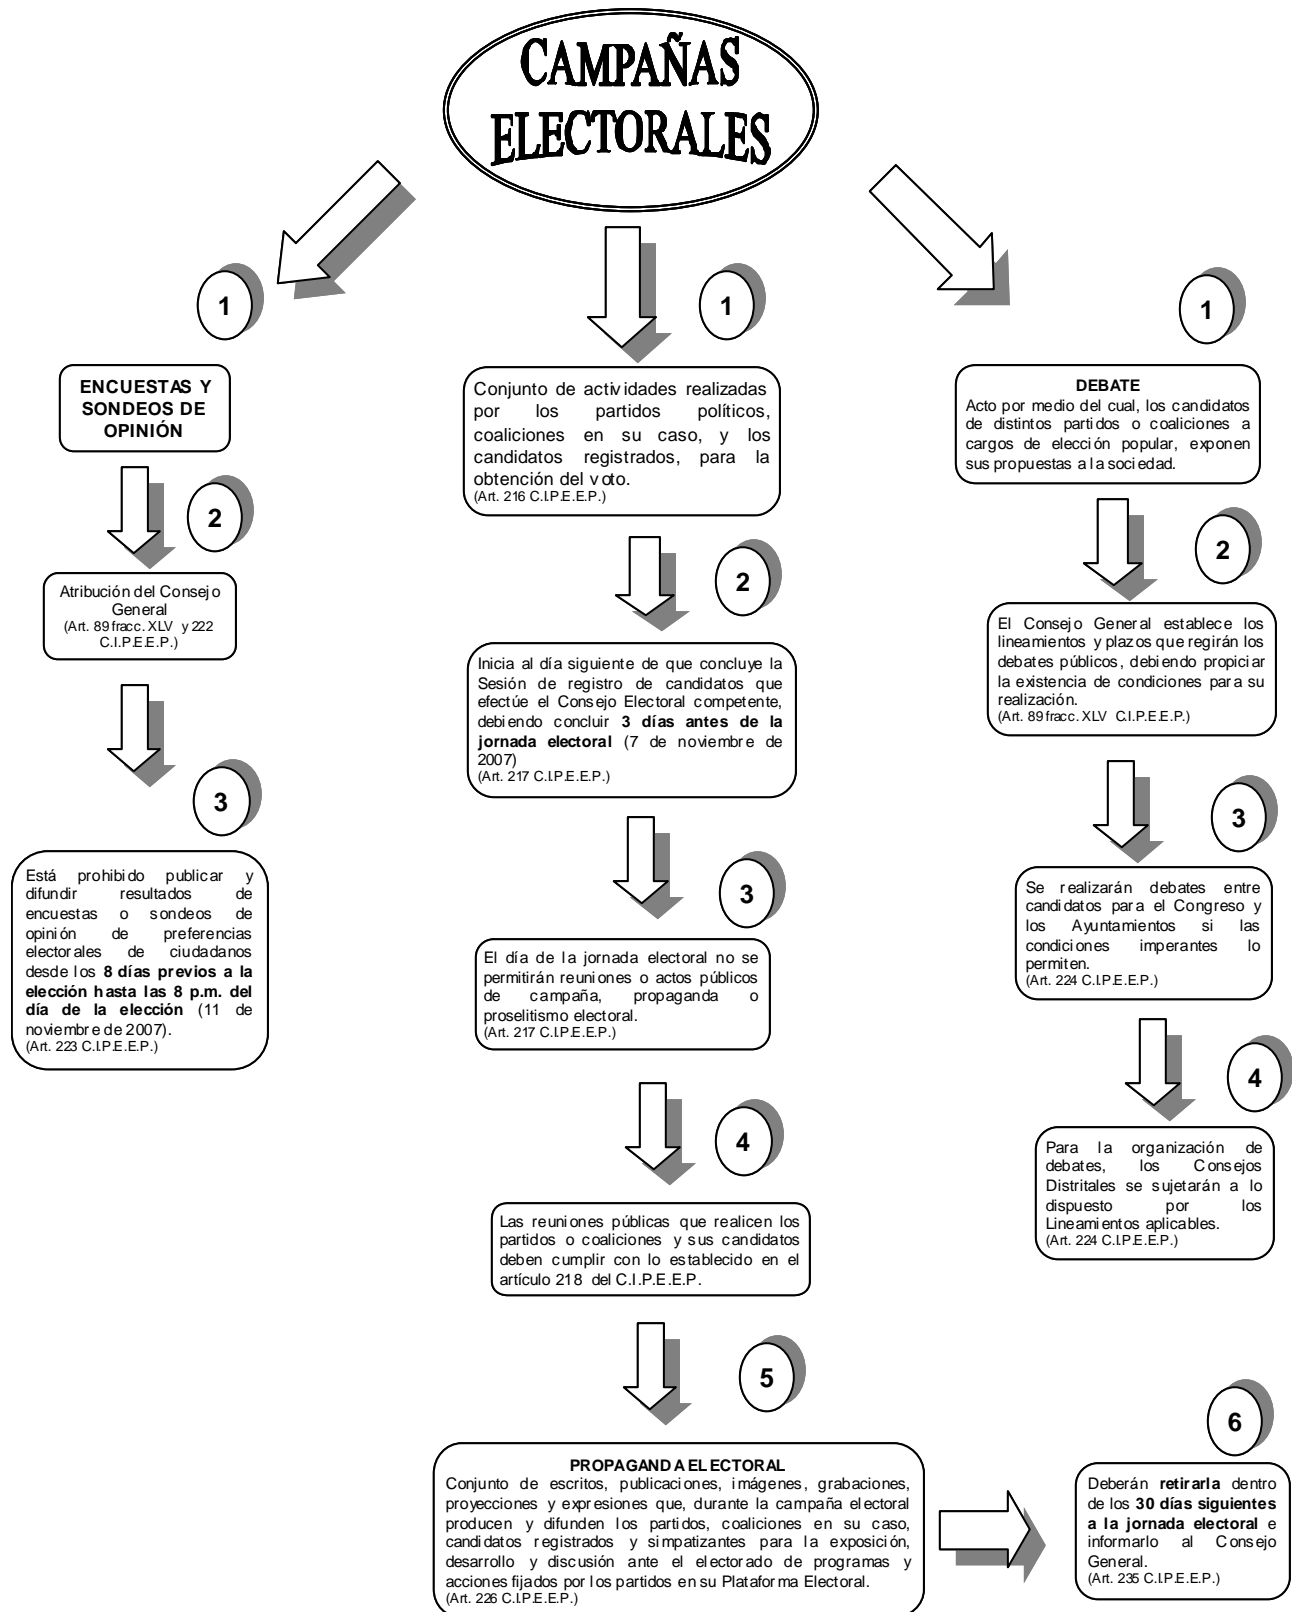 CAMPAÑAS
ELECTORALES
1
ENCUESTAS Y
SONDEOS DE
OPINIÓN
2
Atribución del Consejo
General
(Art. 89 fracc. XLV y 222
C.I.P.E.E.P.)
3
Está prohibido publicar y
difundir resultados de
encuestas o sondeos de
opinión de preferencias
electorales de ciudadanos
desde los 8 días previos a la
elección hasta las 8 p.m. del
día de la elección (11 de
noviembre de 2007).
(Art. 223 C.I.P.E.E.P.)
1
Conjunto de actividades realizadas
por los partidos políticos,
coaliciones en su caso, y los
candidatos registrados, para la
obtención del voto.
(Art. 216 C.I.P.E.E.P.)
2
Inicia al día siguiente de que concluye la
Sesión de registro de candidatos que
efectúe el Consejo Electoral competente,
debiendo concluir 3 días antes de la
jornada electoral (7 de noviembre de
2007)
(Art. 217 C.I.P.E.E.P.)
3
El día de la jornada electoral no se
permitirán reuniones o actos públicos
de campaña, propaganda o
proselitismo electoral.
(Art. 217 C.I.P.E.E.P.)
4
Las reuniones públicas que realicen los
partidos o coaliciones y sus candidatos
deben cumplir con lo establecido en el
artículo 218 del C.I.P.E.E.P.
5
PROPAGANDA ELECTORAL
Conjunto de escritos, publicaciones, imágenes, grabaciones,
proyecciones y expresiones que, durante la campaña electoral
producen y difunden los partidos, coaliciones en su caso,
candidatos registrados y simpatizantes para la exposición,
desarrollo y discusión ante el electorado de programas y
acciones fijados por los partidos en su Plataforma Electoral.
(Art. 226 C.I.P.E.E.P.)
6
Deberán retirarla dentro
de los 30 días siguientes
a la jornada electoral e
informarlo al Consejo
General.
(Art. 235 C.I.P.E.E.P.)
1
DEBATE
Acto por medio del cual, los candidatos
de distintos partidos o coaliciones a
cargos de elección popular, exponen
sus propuestas a la sociedad.
2
El Consejo General establece los
lineamientos y plazos que regirán los
debates públicos, debiendo propiciar
la existencia de condiciones para su
realización.
(Art. 89 fracc. XLV C.I.P.E.E.P.)
3
Se realizarán debates entre
candidatos para el Congreso y
los Ayuntamientos si las
condiciones imperantes lo
permiten.
(Art. 224 C.I.P.E.E.P.)
4
Para la organización de
debates, los Consejos
Distritales se sujetarán a lo
dispuesto por los
Lineamientos aplicables.
(Art. 224 C.I.P.E.E.P.)